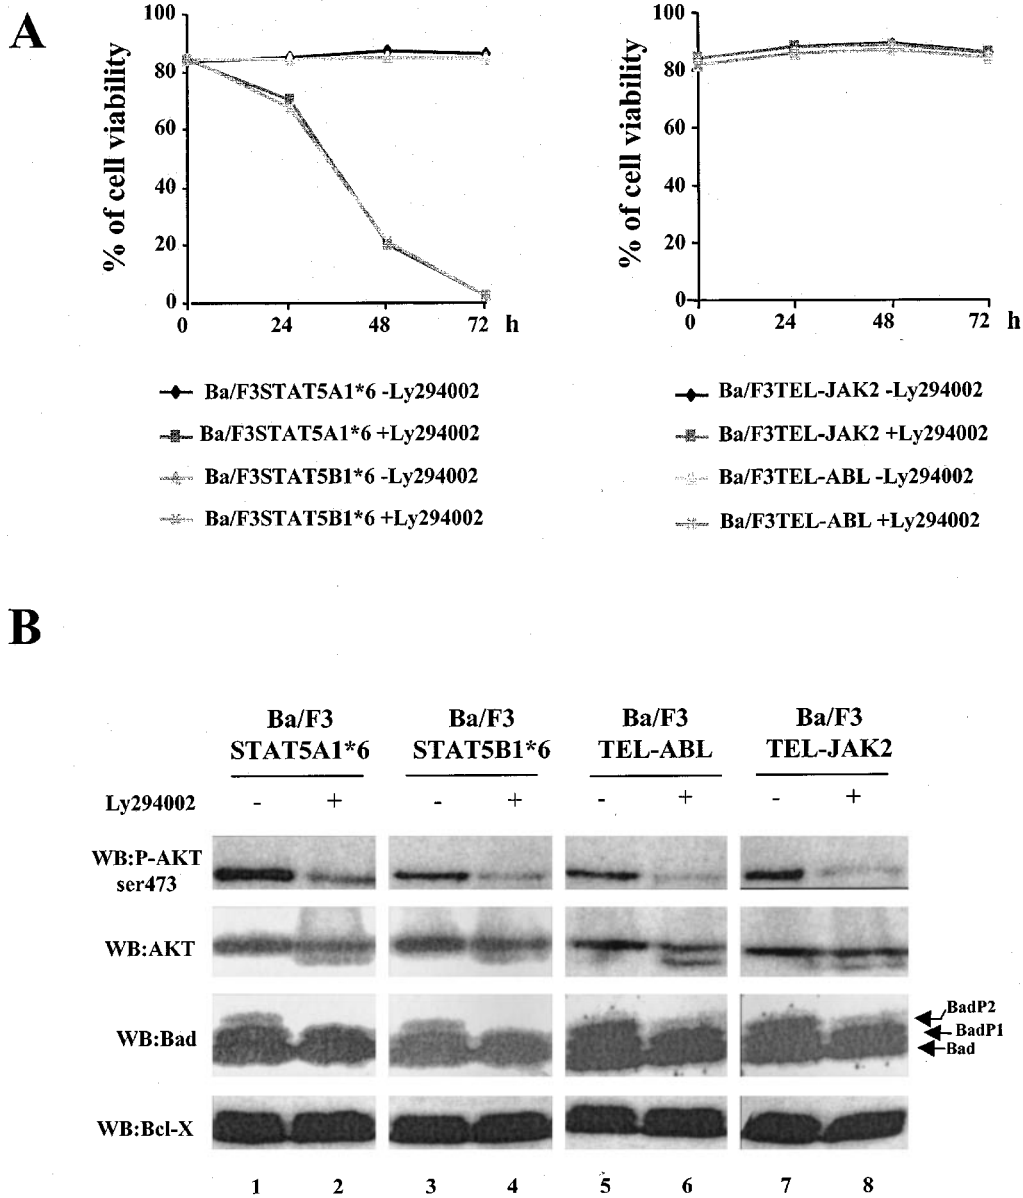 A
100
80
60
40
20
0
% of cell viability
0 24 48 72 h
Ba/F3STAT5A1*6 -Ly294002
Ba/F3STAT5A1*6 +Ly294002
Ba/F3STAT5B1*6 -Ly294002
Ba/F3STAT5B1*6 +Ly294002
100
80
60
40
20
0
% of cell viability
0 24 48 72 h
Ba/F3TEL-JAK2 -Ly294002
Ba/F3TEL-JAK2 +Ly294002
Ba/F3TEL-ABL -Ly294002
Ba/F3TEL-ABL +Ly294002
B
Ba/F3 Ba/F3 Ba/F3 Ba/F3
STAT5A1*6 STAT5B1*6 TEL-ABL TEL-JAK2
Ly294002 - + - + - + - +
WB:P-AKT
ser473
WB:AKT
BadP2
WB:Bad BadP1
Bad
WB:Bcl-X
1 2 3 4 5 6 7 8